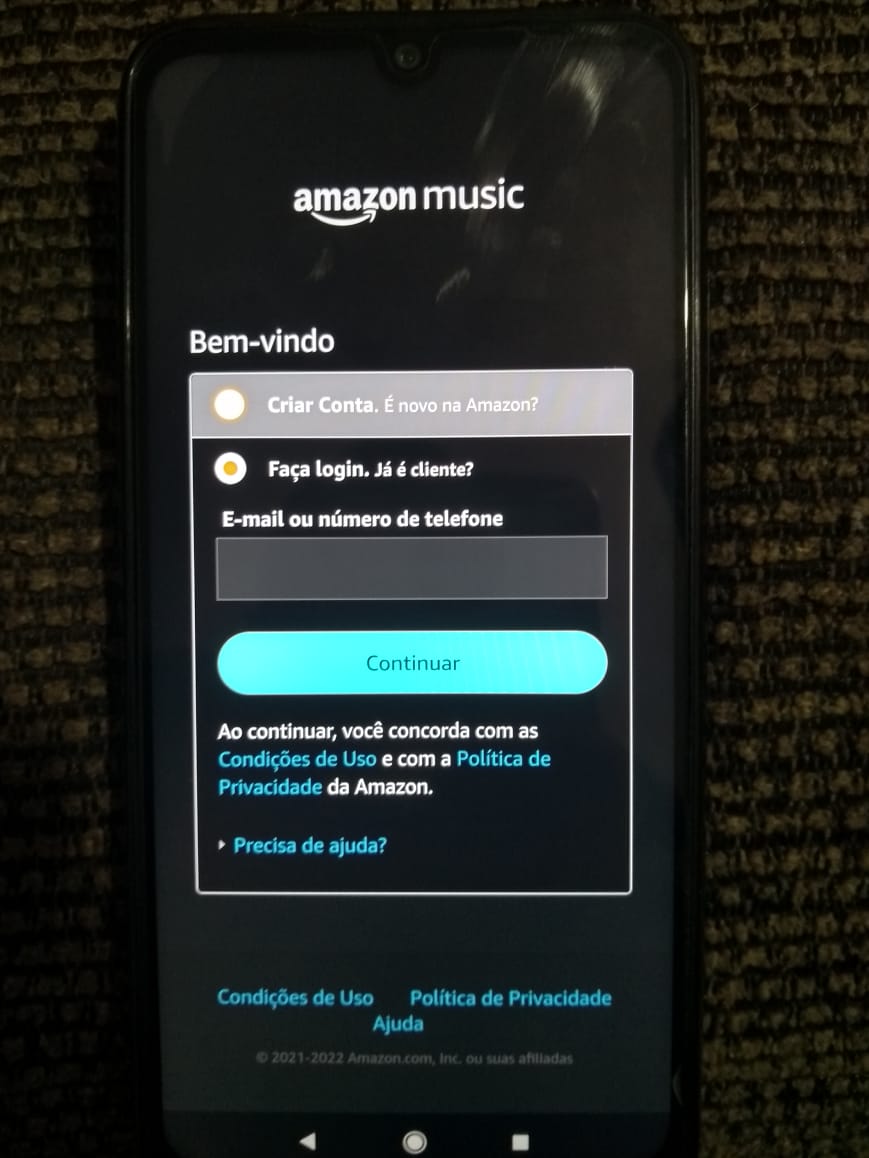 amazon music
Bem-vindo
Criar Conta. É novo na Amazon?
Faça login. Já é cliente?
E-mail ou número de telefone
Continuar
Ao continuar, você concorda com as
Condições de Uso e com a Política de
Privacidade da Amazon.
Precisa de ajuda?
Condições de Uso Política de Privacidade
Ajuda
© 2021-2022 Amazon.com, Inc. ou suas afiliadas